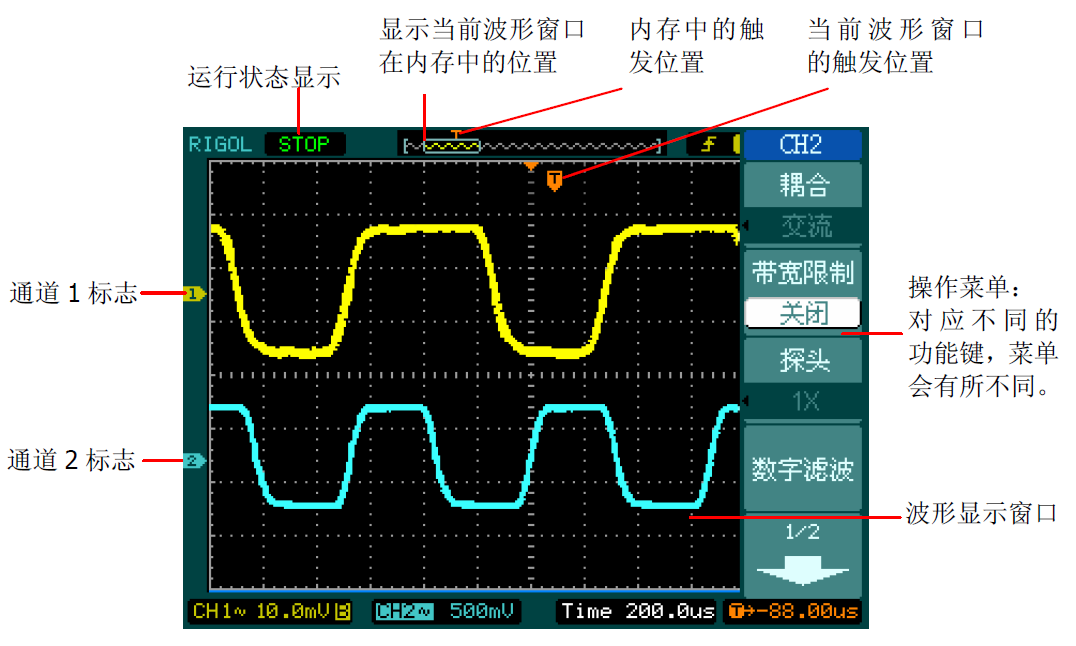 显示当前波形窗口
在内存中的位置
内存中的触
发位置
当前波形窗口
的触发位置
运行状态显示
RIGOL STOP
T
CH2
T
耦合
交流
带宽限制
关闭
探头
1X
数字滤波
1/2
通道 1 标志
1
通道 2 标志
2
操作菜单：
对应不同的
功能键，菜单
会有所不同。
波形显示窗口
CH1~ 10.0mV B CH2~ 500mV Time 200.0us T→-88.00us